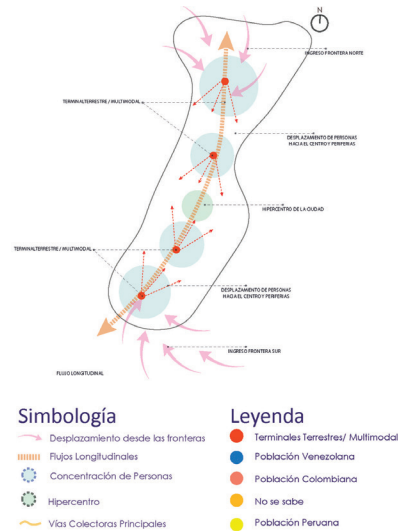 N
INGRESO FRONTERA NORTE
TERMINALTERRESTRE / MULTIMODAL
DESPLAZAMIENTO DE PERSONAS
HACIA EL CENTRO Y PERIFERIAS
HIPERCENTRO DE LA CIUDAD
TERMINALTERRESTRE / MULTIMODAL
DESPLAZAMIENTO DE PERSONAS
HACIA EL CENTRO Y PERIFERIAS
INGRESO FRONTERA SUR
FLUJO LONGITUDINAL
Simbología
Desplazamiento desde las fronteras
Flujos Longitudinales
Concentración de Personas
Hipercentro
Vías Colectoras Principales
Leyenda
Terminales Terrestres/ Multimodal
Población Venezolana
Población Colombiana
No se sabe
Población Peruana